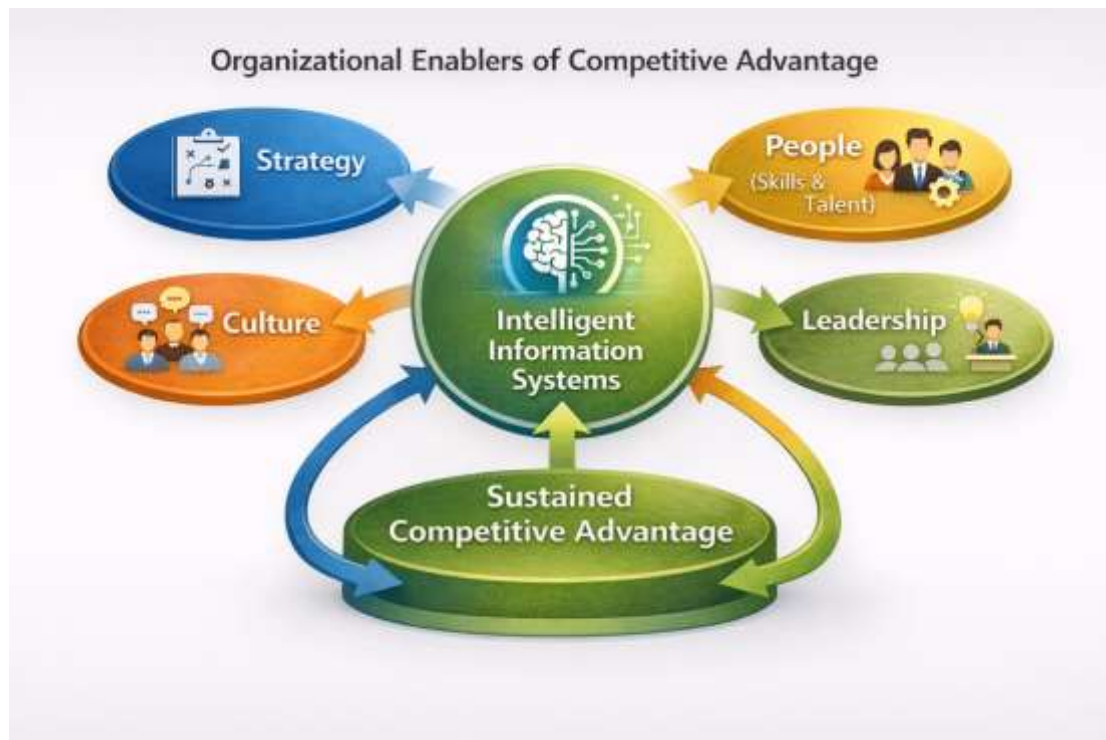 Organizational Enablers of Competitive Advantage
Strategy
People
(Skills &
Talent)
Culture
Leadership
Intelligent
Information
Systems
Sustained
Competitive Advantage